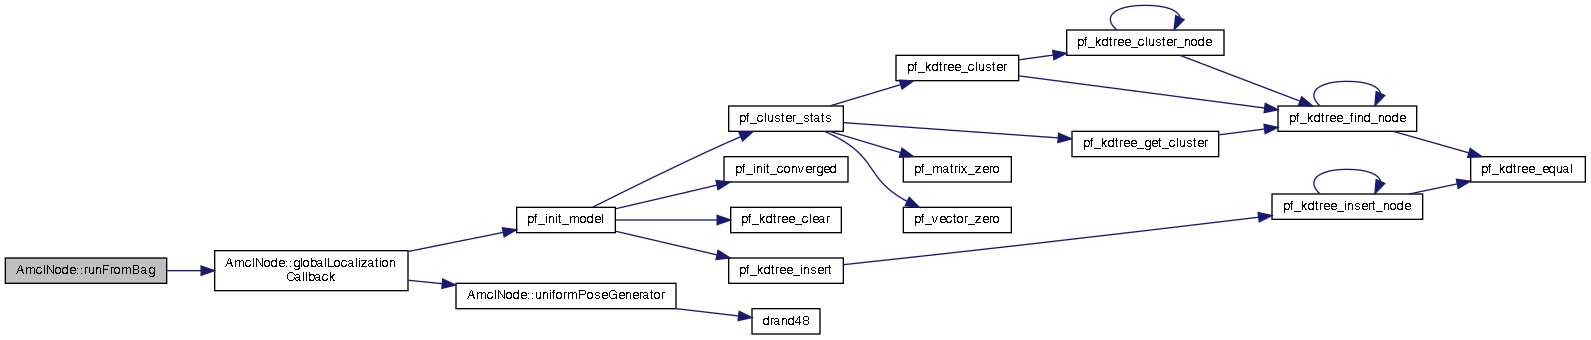 AmclNode::runFromBag
AmclNode::globalLocalization
Callback
pf_init_model
AmclNode::uniformPoseGenerator
pf_cluster_stats
pf_init_converged
pf_kdtree_clear
pf_kdtree_insert
drand48
pf_kdtree_cluster
pf_matrix_zero
pf_vector_zero
pf_kdtree_cluster_node
pf_kdtree_get_cluster
pf_kdtree_find_node
pf_kdtree_insert_node
pf_kdtree_equal